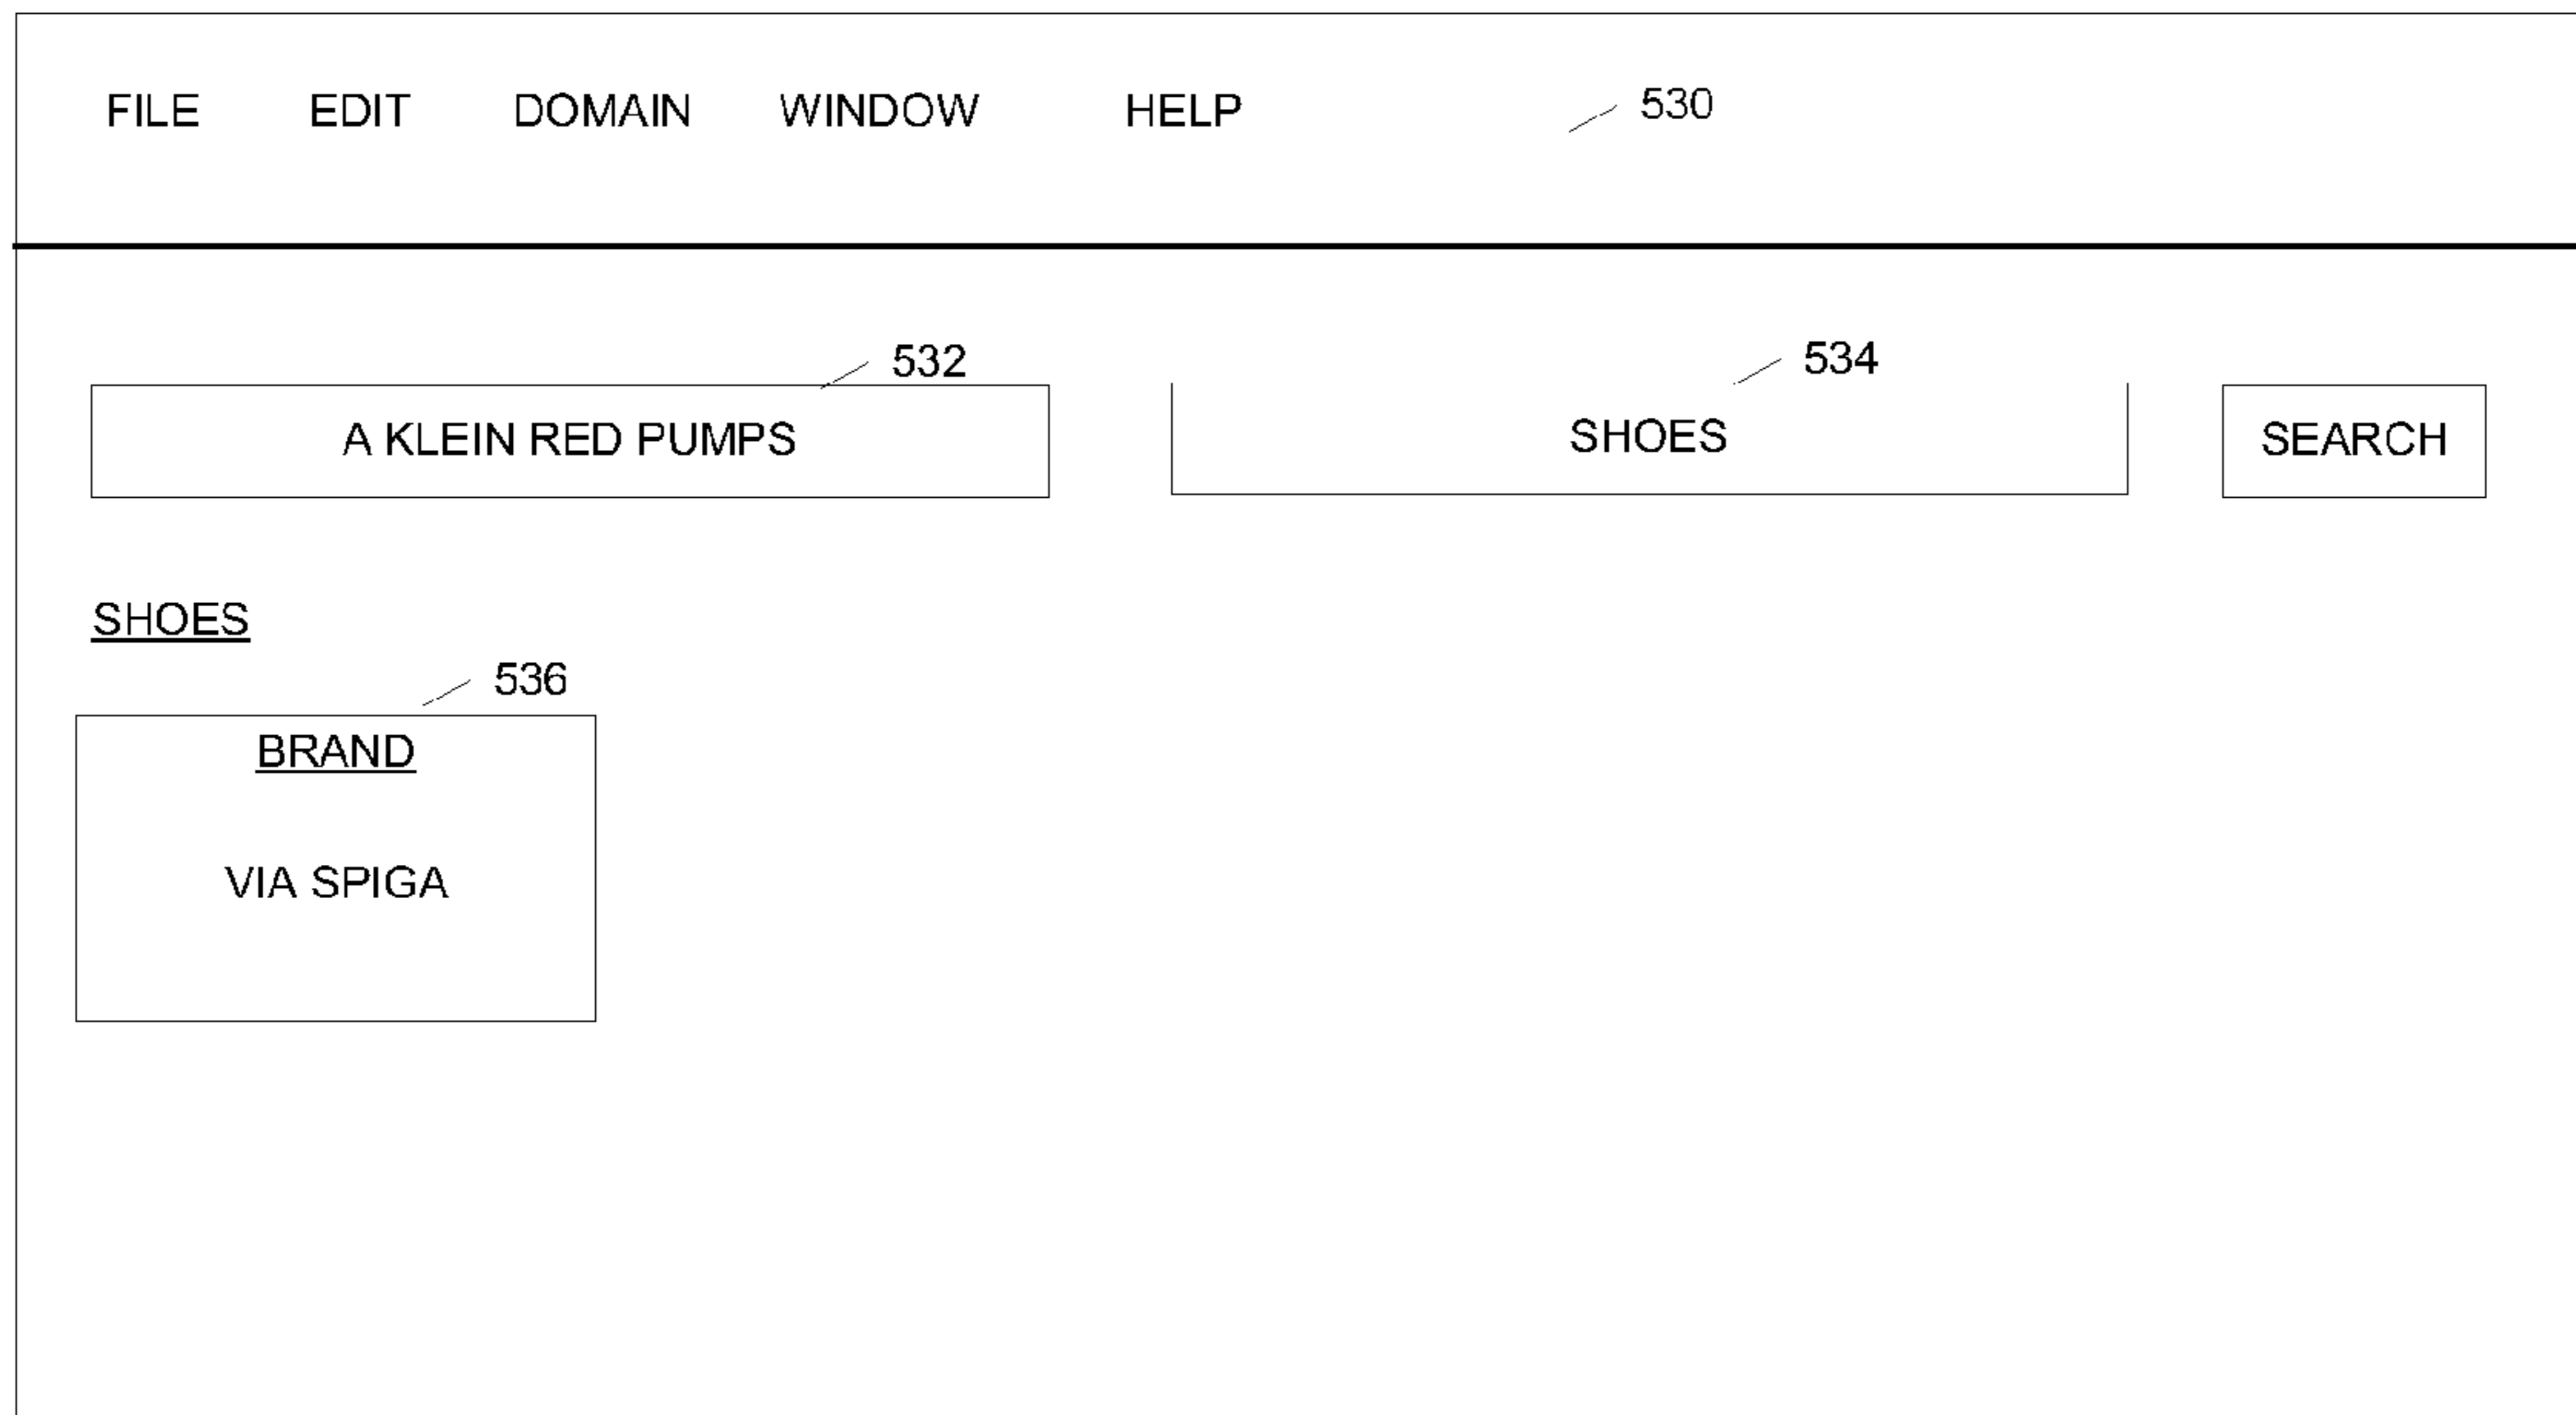 FILE EDIT DOMAIN WINDOW HELP 530
532 534
A KLEIN RED PUMPS SHOES SEARCH
SHOES
536
BRAND
VIA SPIGA